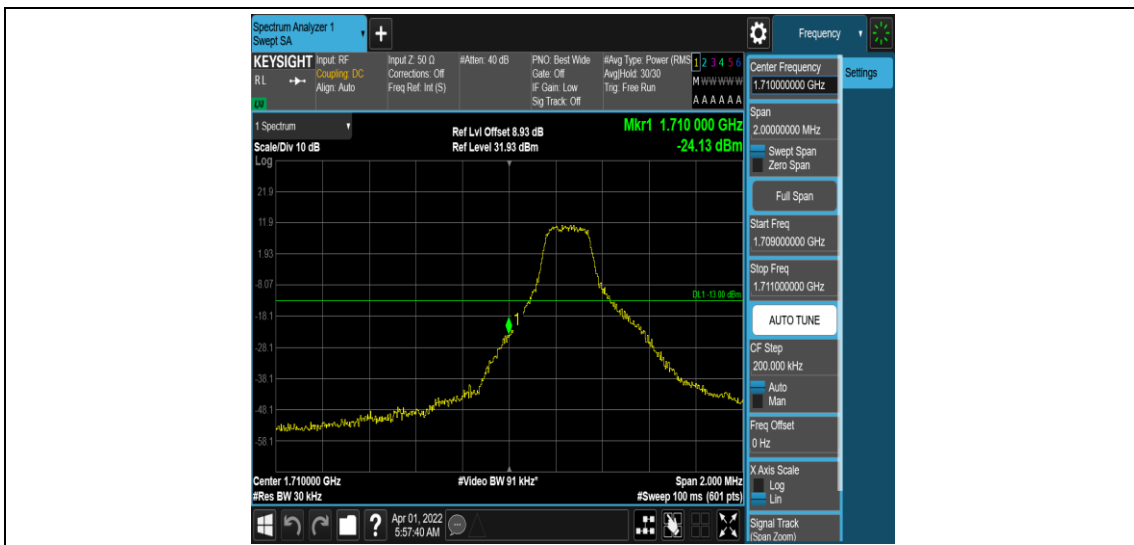 Spectrum Analyzer 1
Swept SA
Frequency
KEYSIGHT
RL
Input: RF
Coupling: DC
Align: Auto
Input Z: 50 Ω
Corrections: Off
Freq Ref: Int (S)
#Atten: 40 dB
PNO: Best Wide
Gate: Off
IF Gain: Low
Sig Track: Off
#Avg Type: Power (RMS
Avg|Hold: 30/30
Trig: Free Run
1 2 3 4 5 6
M W W W W W
A A A A A A
Center Frequency
1.710000000 GHz
Settings
Span
2.00000000 MHz
Swept Span
Zero Span
Full Span
Start Freq
1.709000000 GHz
Stop Freq
1.711000000 GHz
AUTO TUNE
CF Step
200.000 kHz
Auto
Man
Freq Offset
0 Hz
X Axis Scale
Log
Lin
Signal Track
(Span Zoom)
1 Spectrum
Scale/Div 10 dB
Log
Ref Lvl Offset 8.93 dB
Ref Level 31.93 dBm
Mkr1 1.710 000 GHz
-24.13 dBm
21.9
11.9
1.93
-8.07
DL1 -13.00 dBm
-18.1
1
-28.1
-38.1
-48.1
-58.1
Center 1.710000 GHz
#Video BW 91 kHz*
Span 2.000 MHz
#Res BW 30 kHz
#Sweep 100 ms (601 pts)
?
Apr 01, 2022
5:57:40 AM